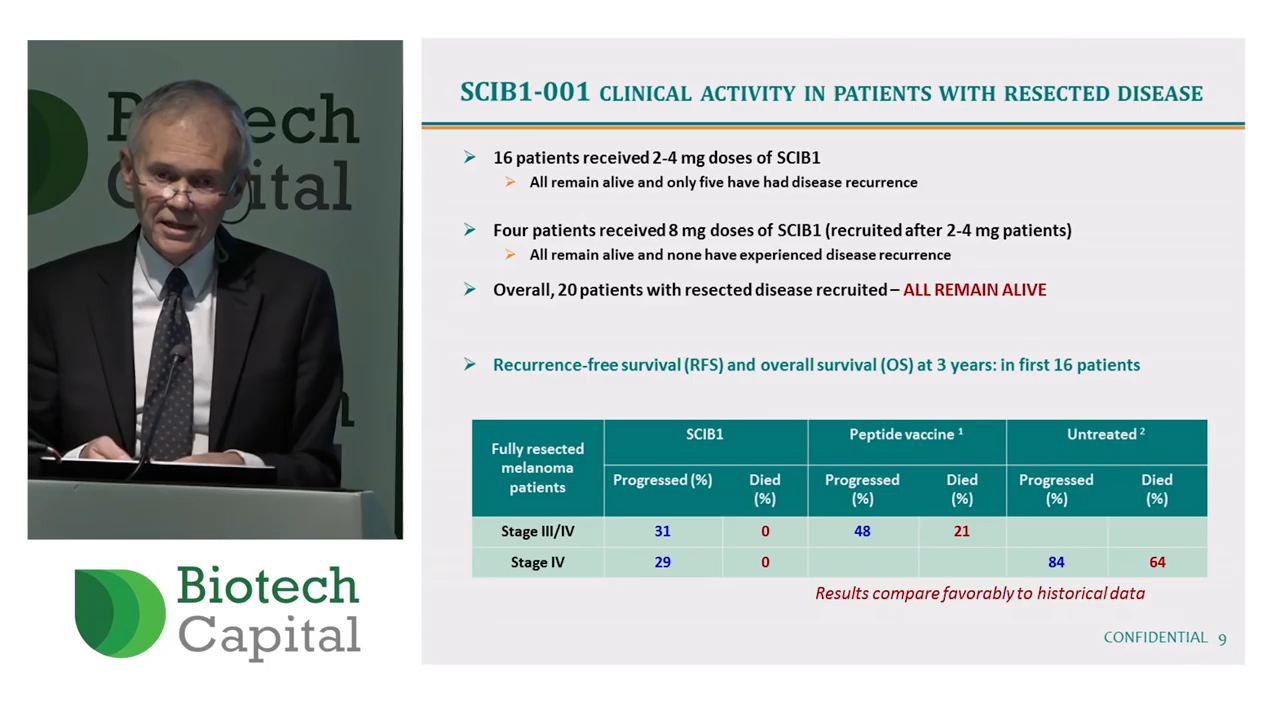 Biotech
Capital
SCIB1-001 CLINICAL ACTIVITY IN PATIENTS WITH RESECTED DISEASE
16 patients received 2-4 mg doses of SCIB1
All remain alive and only five have had disease recurrence
Four patients received 8 mg doses of SCIB1 (recruited after 2-4 mg patients)
All remain alive and none have experienced disease recurrence
Overall, 20 patients with resected disease recruited – ALL REMAIN ALIVE
Recurrence-free survival (RFS) and overall survival (OS) at 3 years: in first 16 patients
Fully resected melanoma patients SCIB1 Peptide vaccine 1 Untreated 2
Progressed (%) Died (%) Progressed (%) Died (%) Progressed (%) Died (%)
Stage III/IV 31 0 48 21
Stage IV 29 0 84 64
Results compare favorably to historical data
CONFIDENTIAL 9